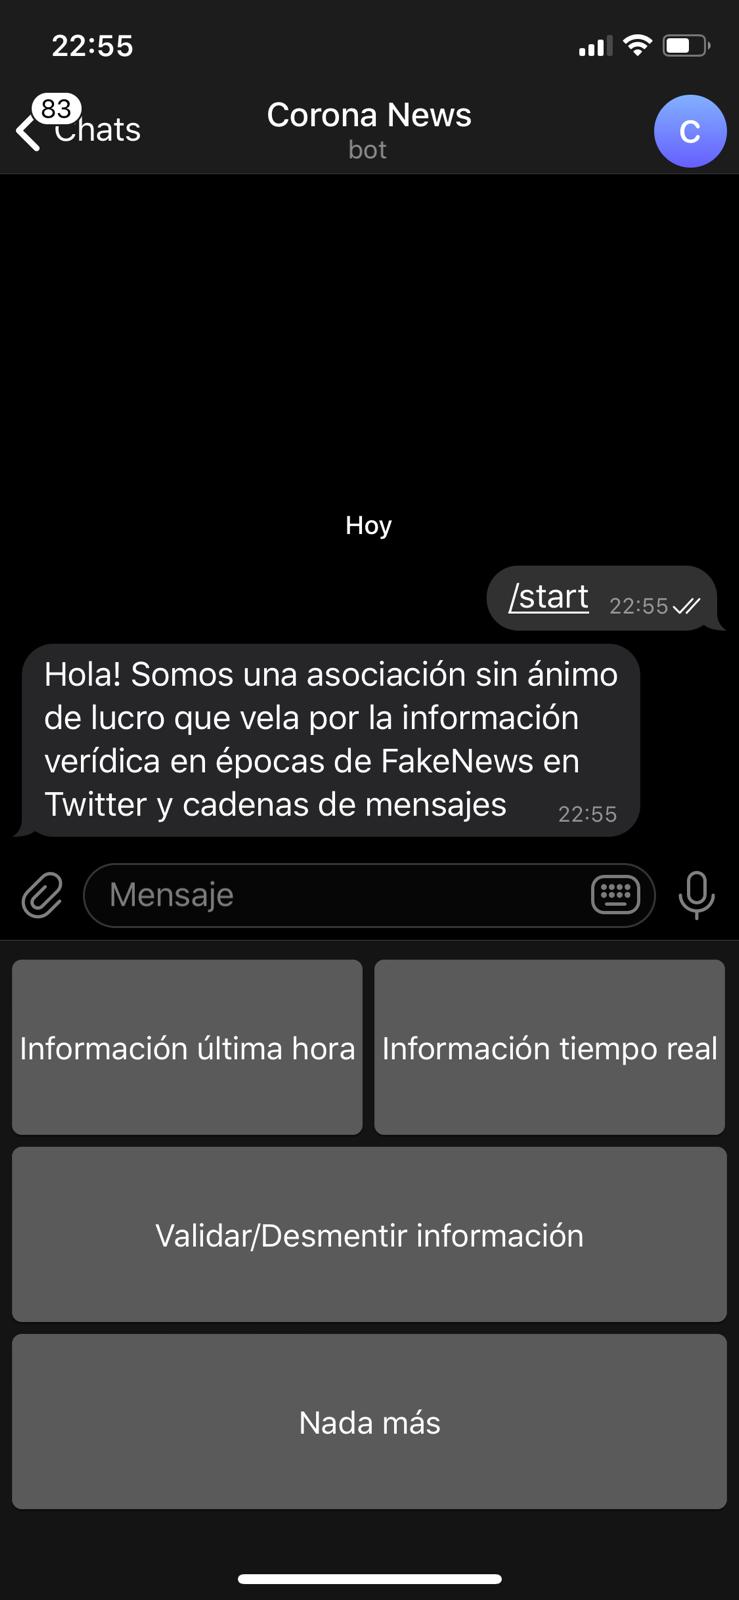 22:55
83
Chats
Corona News
bot
C
Hoy
/start 22:55
Hola! Somos una asociación sin ánimo
de lucro que vela por la información
verídica en épocas de FakeNews en
Twitter y cadenas de mensajes 22:55
Mensaje
Información última hora
Información tiempo real
Validar/Desmentir información
Nada más